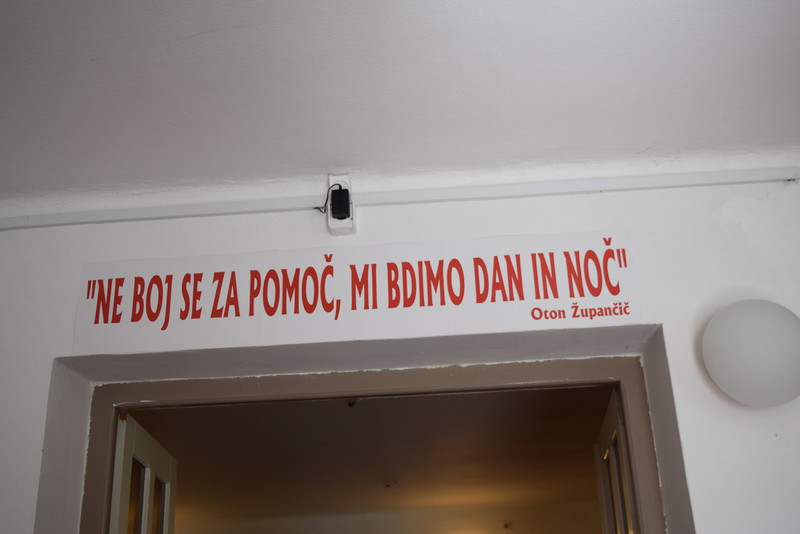 "NE BOJ SE ZA POMOČ, MI BDIMO DAN IN NOČ"
Oton Župančič